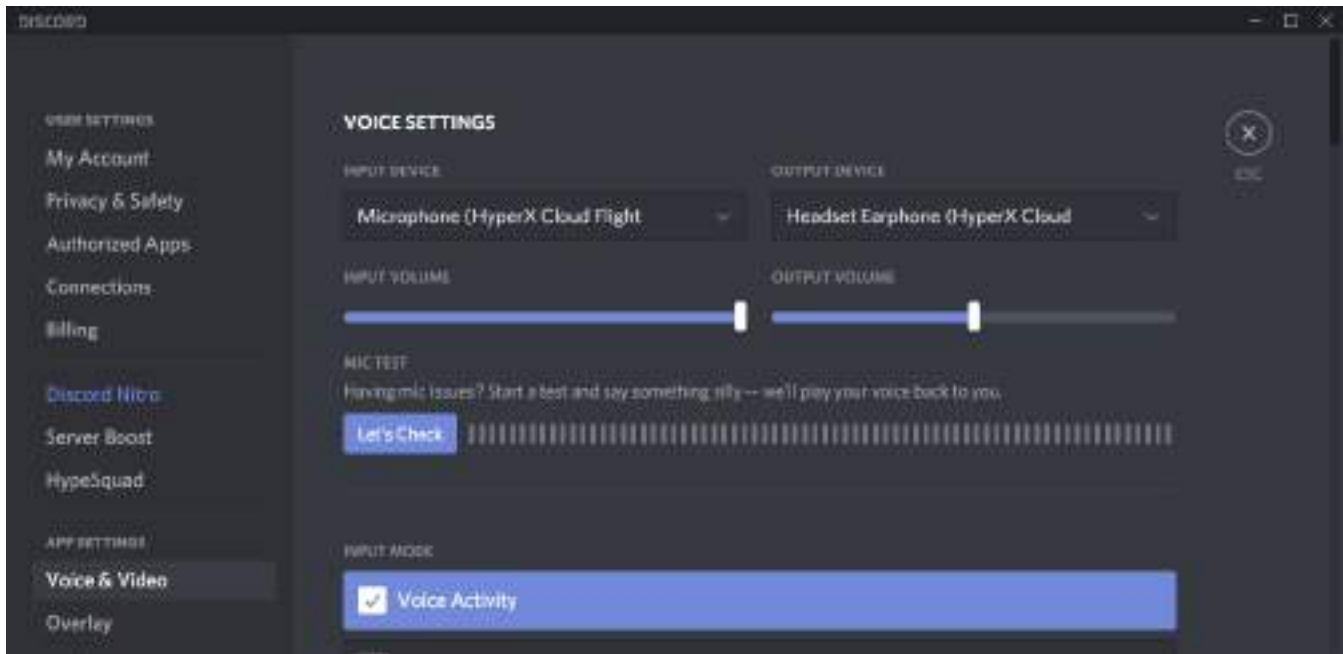 DISCORD
USER SETTINGS
My Account
Privacy & Safety
Authorized Apps
Connections
Billing
Discord Nitro
Server Boost
HypeSquad
APP SETTINGS
Voice & Video
Overlay
VOICE SETTINGS
INPUT DEVICE
Microphone (HyperX Cloud Flight
OUTPUT DEVICE
Headset Earphone (HyperX Cloud
INPUT VOLUME
OUTPUT VOLUME
MIC TEST
Having mic issues? Start a test and say something silly -- we'll play your voice back to you.
Let's Check
INPUT MODE
Voice Activity
ESC